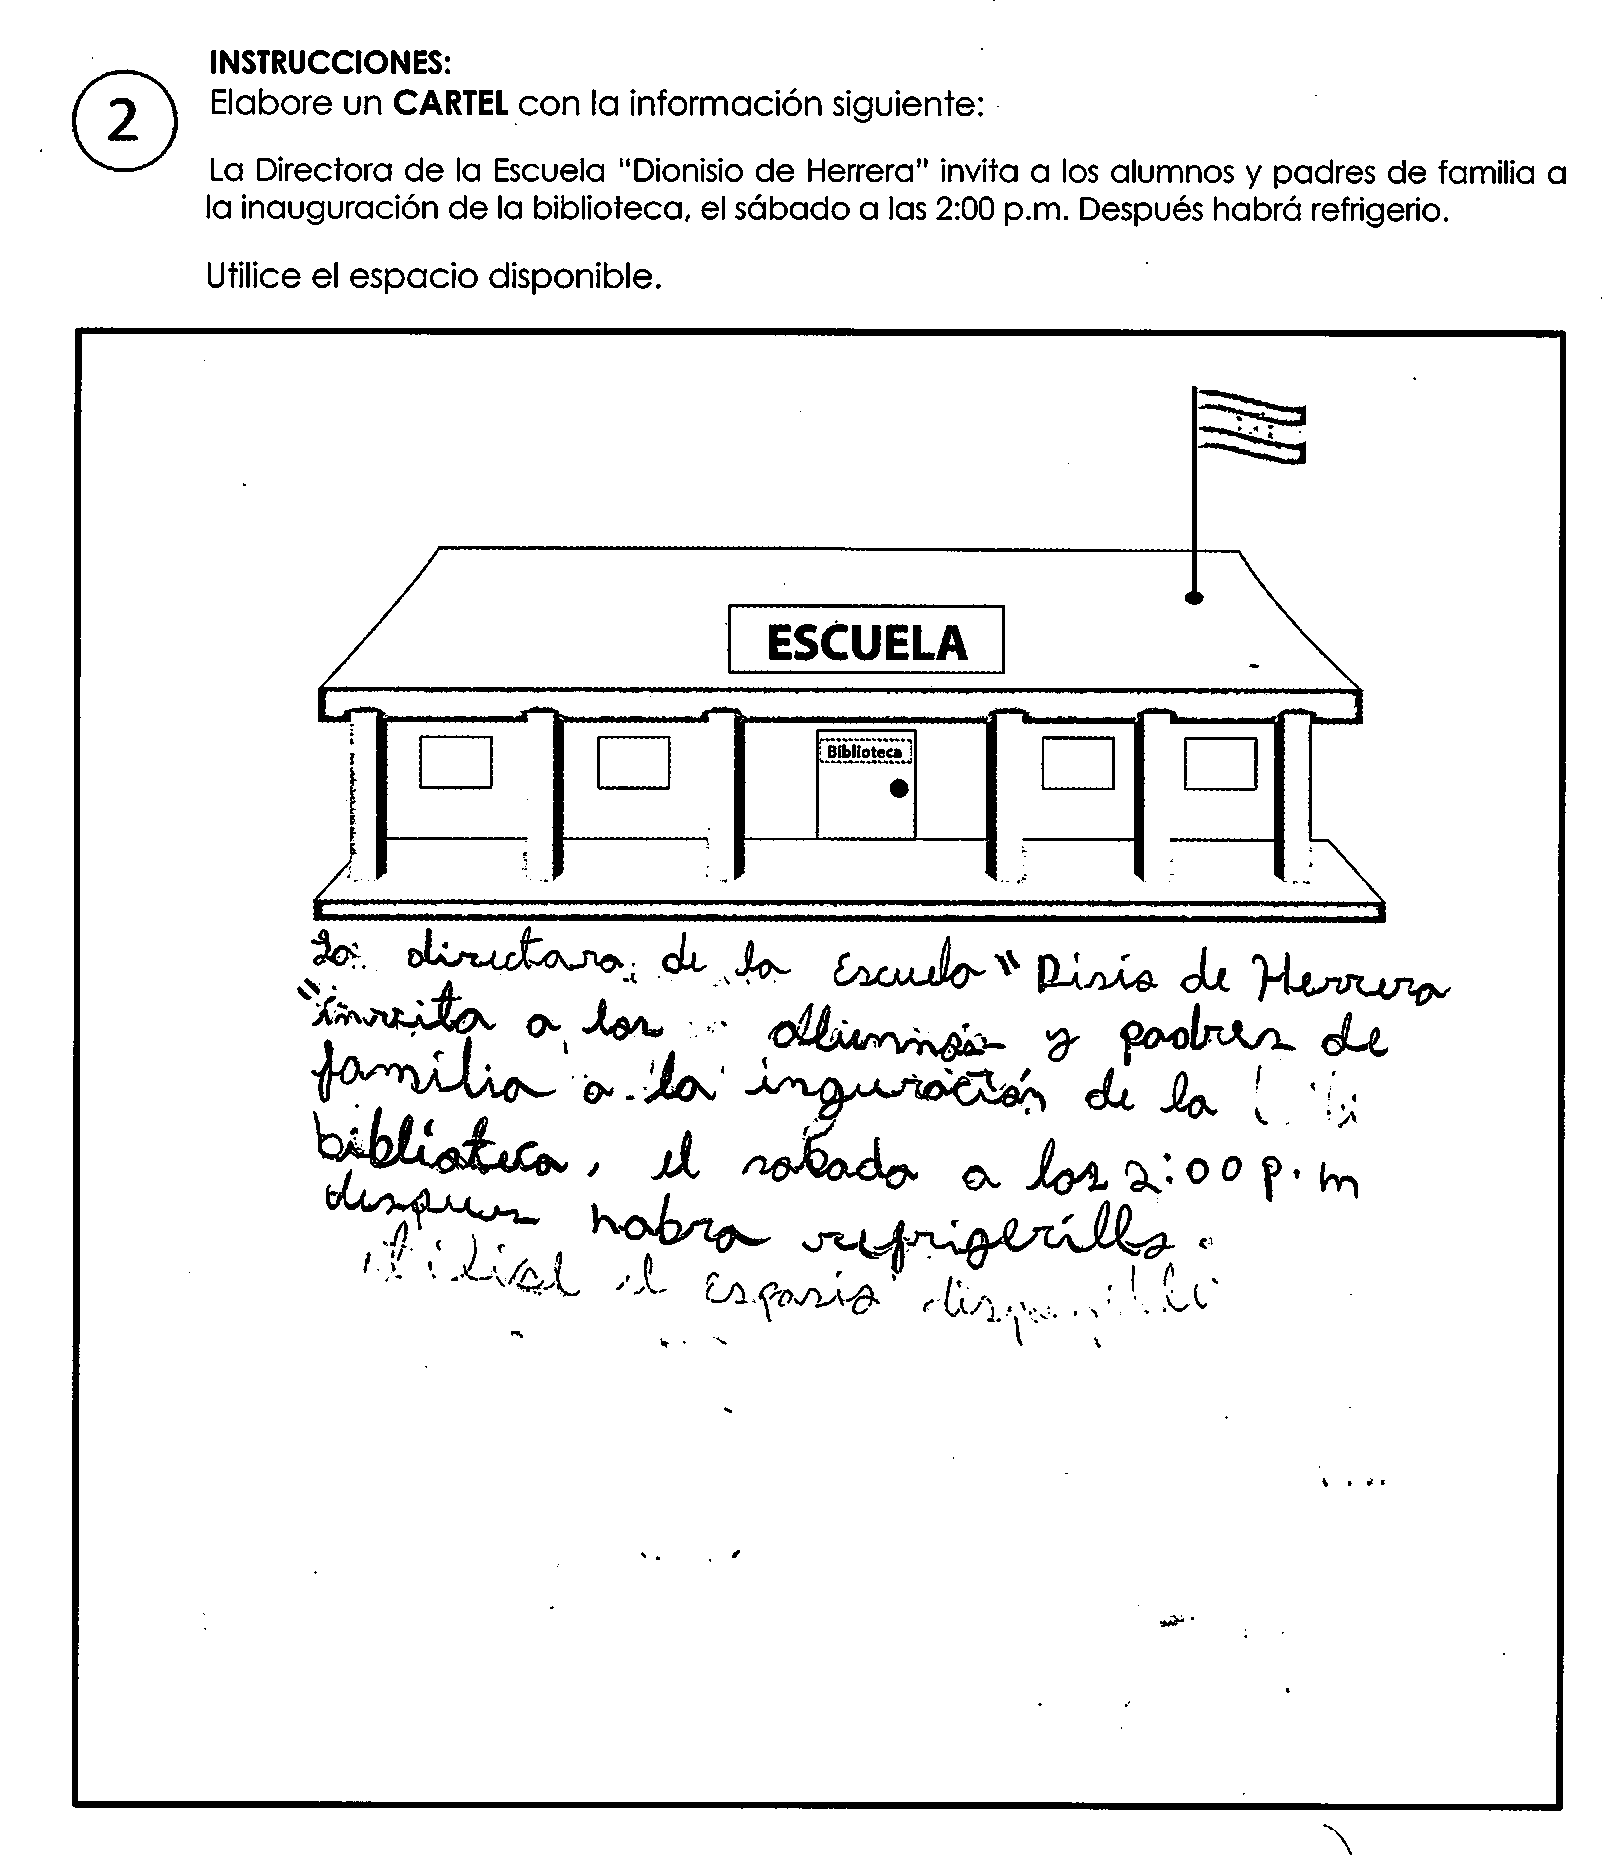 INSTRUCCIONES:
2
Elabore un CARTEL con la información siguiente:
La Directora de la Escuela "Dionisio de Herrera" invita a los alumnos y padres de familia a
la inauguración de la biblioteca, el sábado a las 2:00 p.m. Después habrá refrigerio.
Utilice el espacio disponible.
ESCUELA
Biblioteca
La directora de la Escuela " Disis de Herrera
"invita a los alumnos y padres de
familia a la inguración de la
biblioteca, el sabado a las 2:00 p.m
despues habra refrigerillo.
el espasio